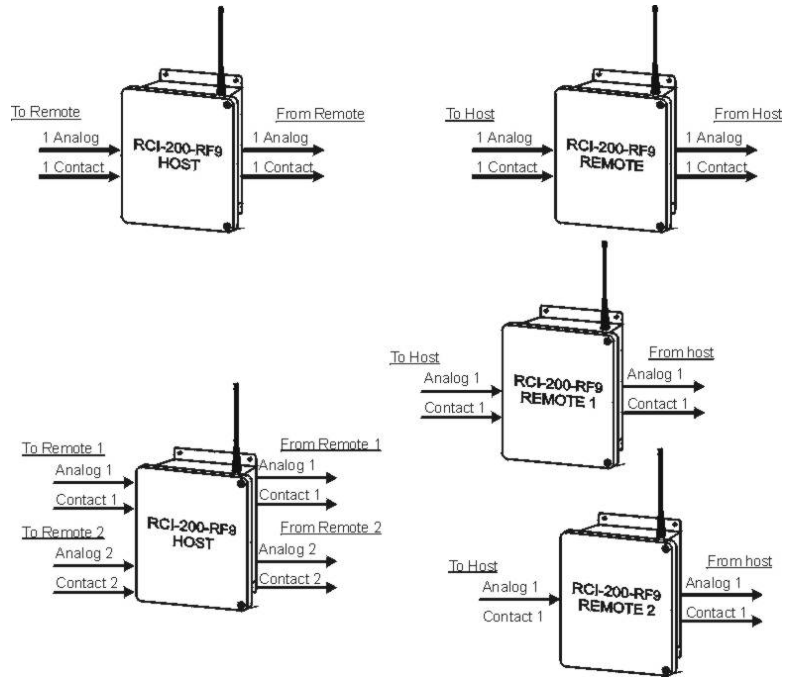 To Remote
1 Analog
1 Contact
RCI-200-RF9
HOST
From Remote
1 Analog
1 Contact
To Host
1 Analog
1 Contact
RCI-200-RF9
REMOTE
From Host
1 Analog
1 Contact
To Host
Analog 1
Contact 1
RCI-200-RF9
REMOTE 1
From host
Analog 1
Contact 1
To Remote 1
Analog 1
Contact 1
To Remote 2
Analog 2
Contact 2
RCI-200-RF9
HOST
From Remote 1
Analog 1
Contact 1
From Remote 2
Analog 2
Contact 2
To Host
Analog 1
Contact 1
RCI-200-RF9
REMOTE 2
From host
Analog 1
Contact 1